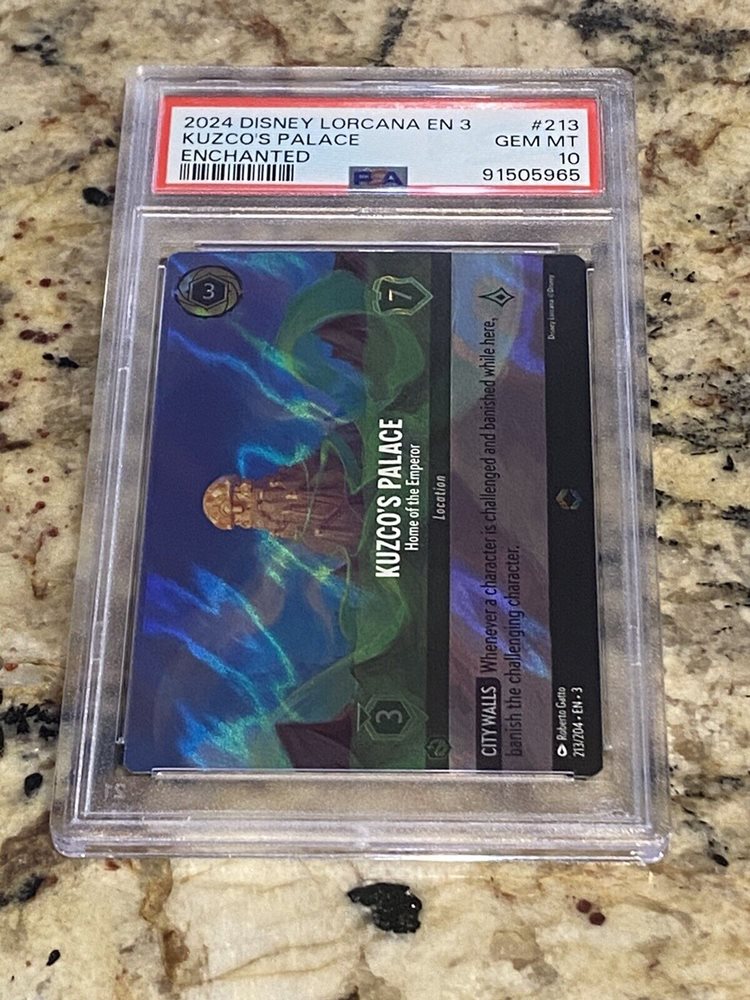 2024 DISNEY LORCANA EN 3
#213
KUZCO'S PALACE
GEM MT
ENCHANTED
10
PSA
91505965
3
7
KUZCO'S PALACE
Home of the Emperor
Location
3
CITY WALLS Whenever a character is challenged and banished while here,
banish the challenging character.
Roberto Gatto
213/204 • EN • 3
Disney Lorcana ©Disney